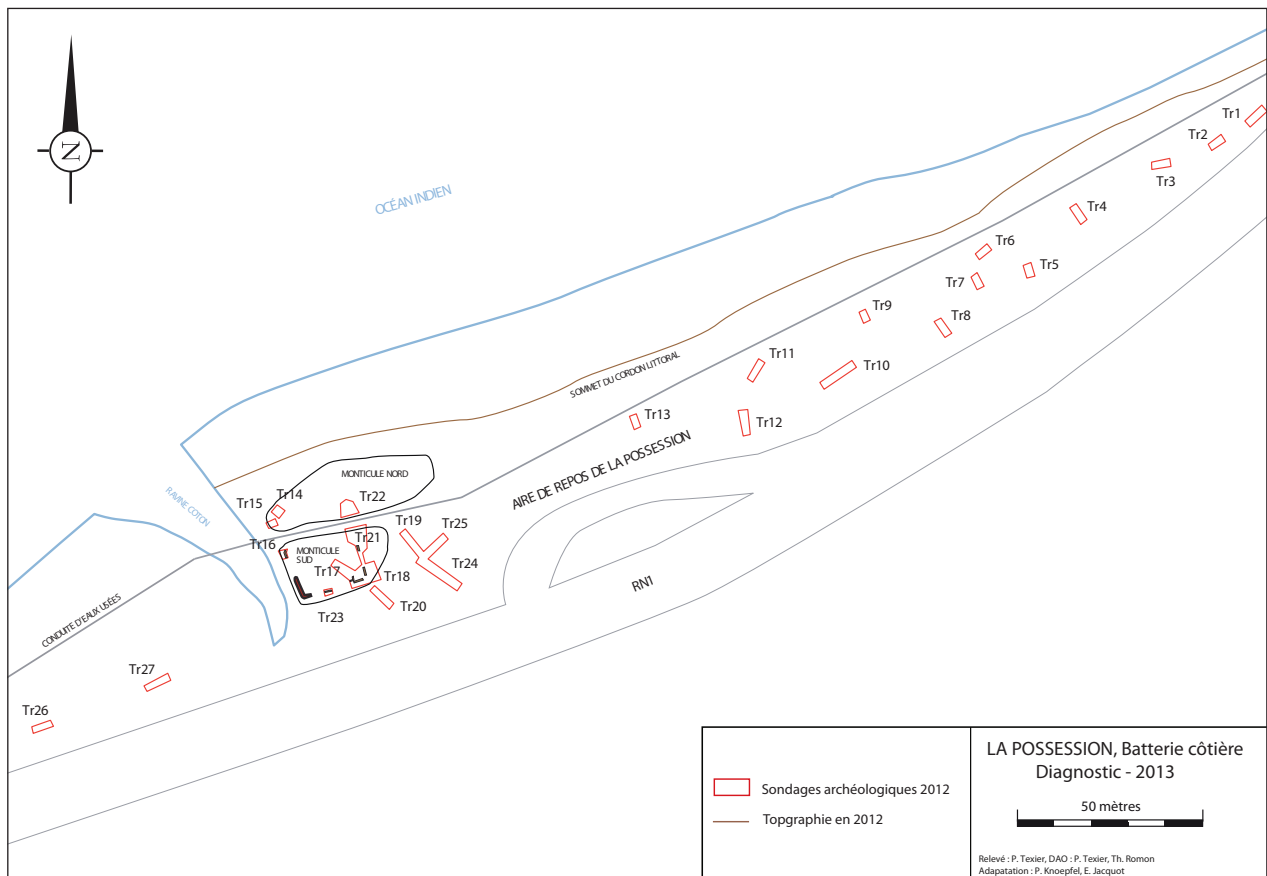 N
OCÉAN INDIEN
Tr1
Tr2
Tr3
Tr4
Tr6
Tr5
Tr7
Tr9
Tr8
Tr11
Tr10
SOMMET DU CORDON LITTORAL
Tr13
Tr12
AIRE DE REPOS DE LA POSSESSION
MONTICULE NORD
RAVINE COTON
Tr14
Tr15
Tr22
Tr19
Tr25
Tr21
Tr16
MONTICULE
SUD
Tr17
Tr18
Tr24
Tr20
Tr23
RN1
CONDUITE D'EAUX USÉES
Tr27
Tr26
Sondages archéologiques 2012
Topgraphie en 2012
LA POSSESSION, Batterie côtière
Diagnostic - 2013
50 mètres
Relevé : P. Texier, DAO : P. Texier, Th. Romon
Adapatation : P. Knoepfel, E. Jacquot